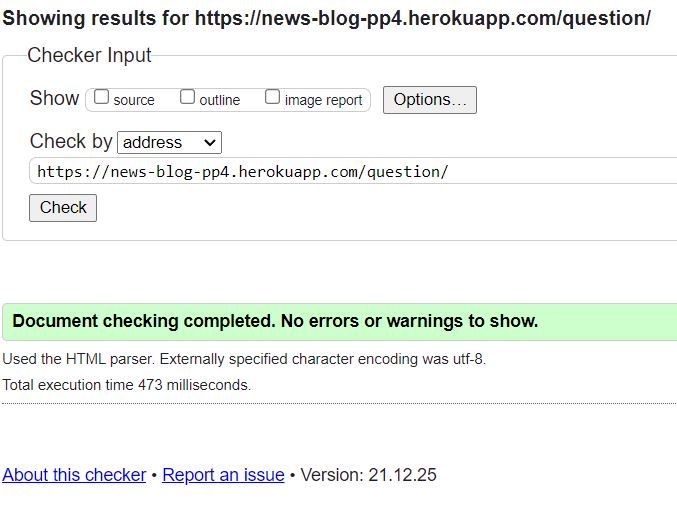 Showing results for https://news-blog-pp4.herokuapp.com/question/
Checker Input
Show source outline image report Options...
Check by address
https://news-blog-pp4.herokuapp.com/question/
Check
Document checking completed. No errors or warnings to show.
Used the HTML parser. Externally specified character encoding was utf-8.
Total execution time 473 milliseconds.
About this checker • Report an issue • Version: 21.12.25